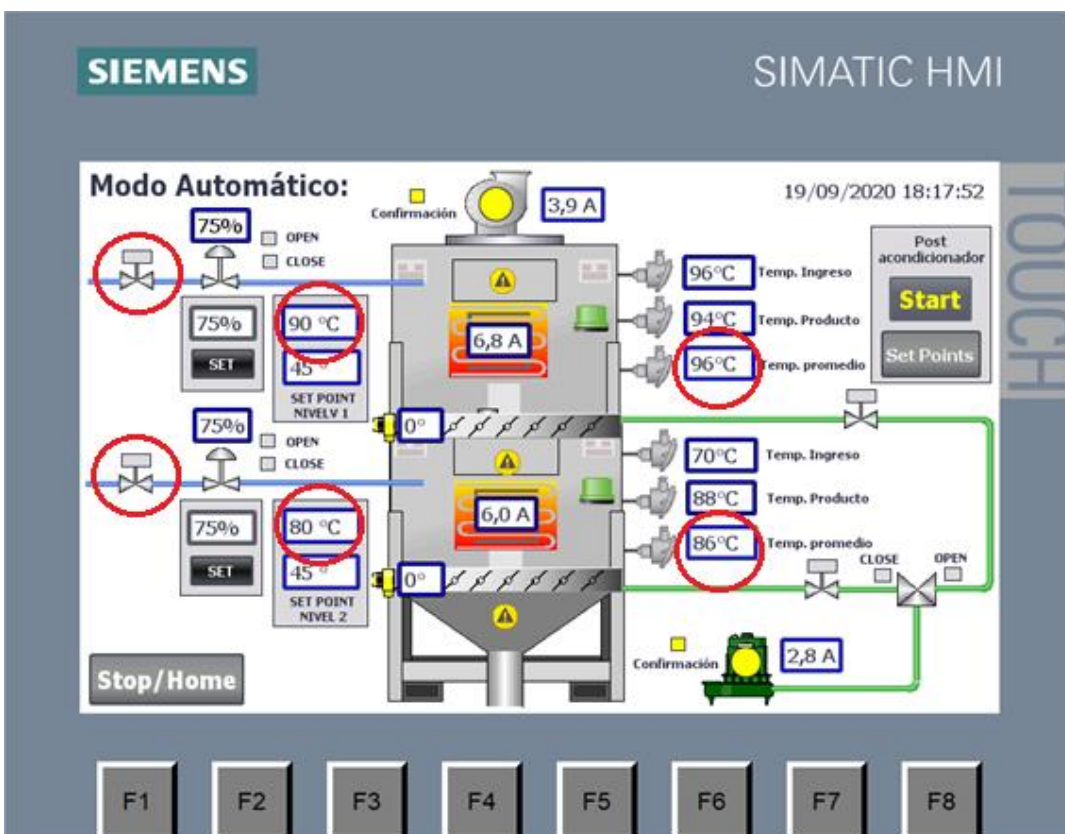 SIEMENS
SIMATIC HMI
TOUCH
Modo Automático:
19/09/2020 18:17:52
Confirmación
3,9 A
75%
OPEN
CLOSE
Post
acondicionador
Start
Set Points
96°C Temp. Ingreso
94°C Temp. Producto
96°C Temp. promedio
75%
SET
90 °C
45 °
SET POINT
NIVELV 1
6,8 A
0°
75%
OPEN
CLOSE
70°C Temp. Ingreso
88°C Temp. Producto
86°C Temp. promedio
75%
SET
80 °C
45 °
SET POINT
NIVEL 2
6,0 A
0°
CLOSE
OPEN
Confirmación
2,8 A
Stop/Home
F1 F2 F3 F4 F5 F6 F7 F8